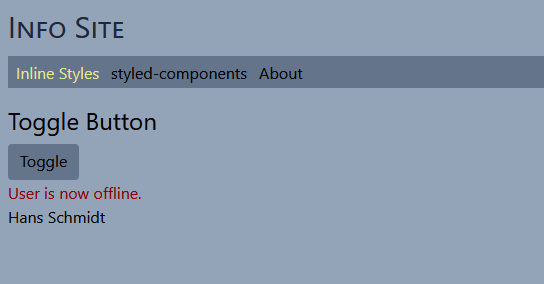 Info Site
Inline Styles styled-components About
Toggle Button
Toggle
User is now offline.
Hans Schmidt